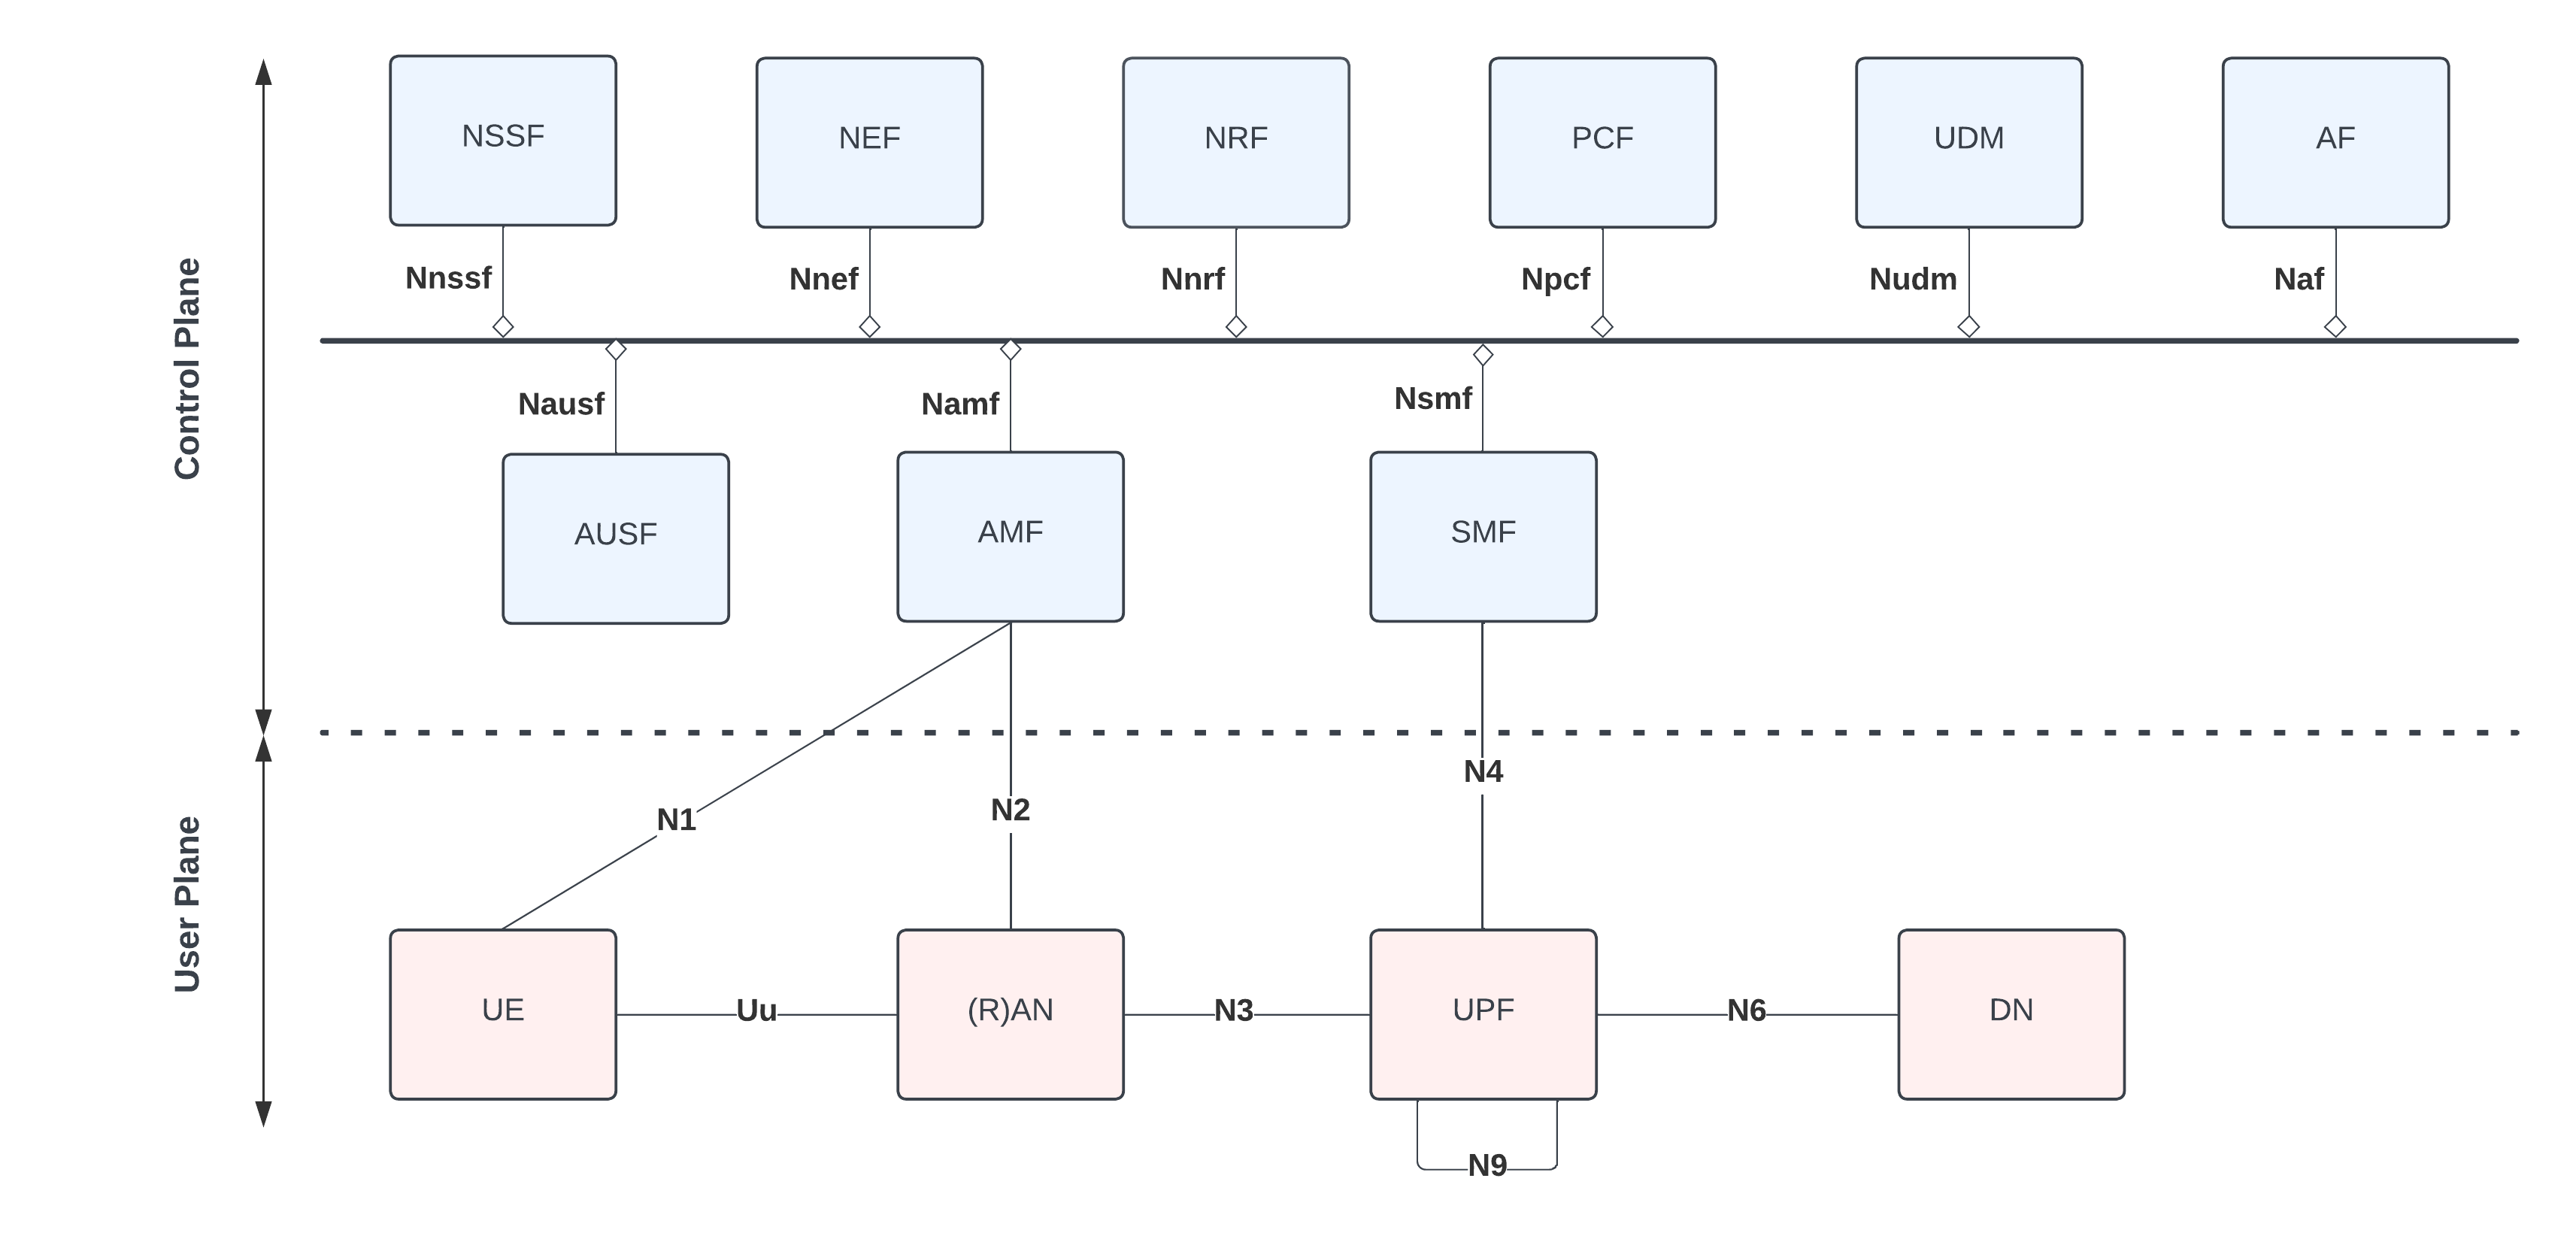 NSSF
NEF
NRF
PCF
UDM
AF
Nnssf
Nnef
Nnrf
Npcf
Nudm
Naf
Control Plane
Nausf
Namf
Nsmf
AUSF
AMF
SMF
N4
N1
N2
User Plane
UE
Uu
(R)AN
N3
UPF
N6
DN
N9